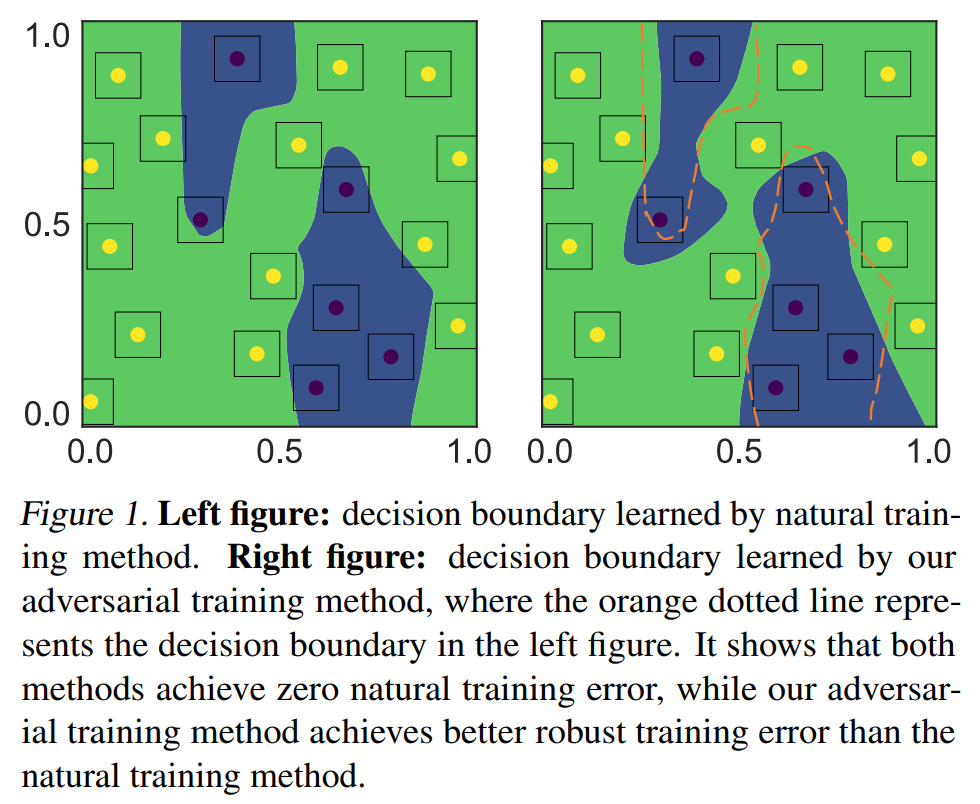 1.0
0.5
0.0
0.0 0.5 1.0 0.0 0.5 1.0
Figure 1. Left figure: decision boundary learned by natural train-
ing method. Right figure: decision boundary learned by our
adversarial training method, where the orange dotted line repre-
sents the decision boundary in the left figure. It shows that both
methods achieve zero natural training error, while our adversar-
ial training method achieves better robust training error than the
natural training method.